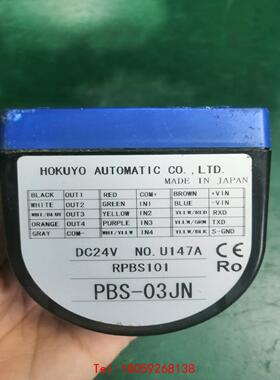 HOKUYO AUTOMATIC CO.,LTD.
MADE IN JAPAN
BLACK OUT1 RED COM+ BROWN +VIN
WHITE OUT2 GREEN IN1 BLUE -VIN
WHT/BLUE OUT3 YELLOW IN2 YLLW/RED RXD
ORANGE OUT4 PURPLE IN3 YLLW/GRN TXD
GRAY COM- WHT/YLLW IN4 YLLW/BLK S-GND
DC24V NO. U147A
RPBS101
CE
Ro
PBS-03JN
Tel:18059268138